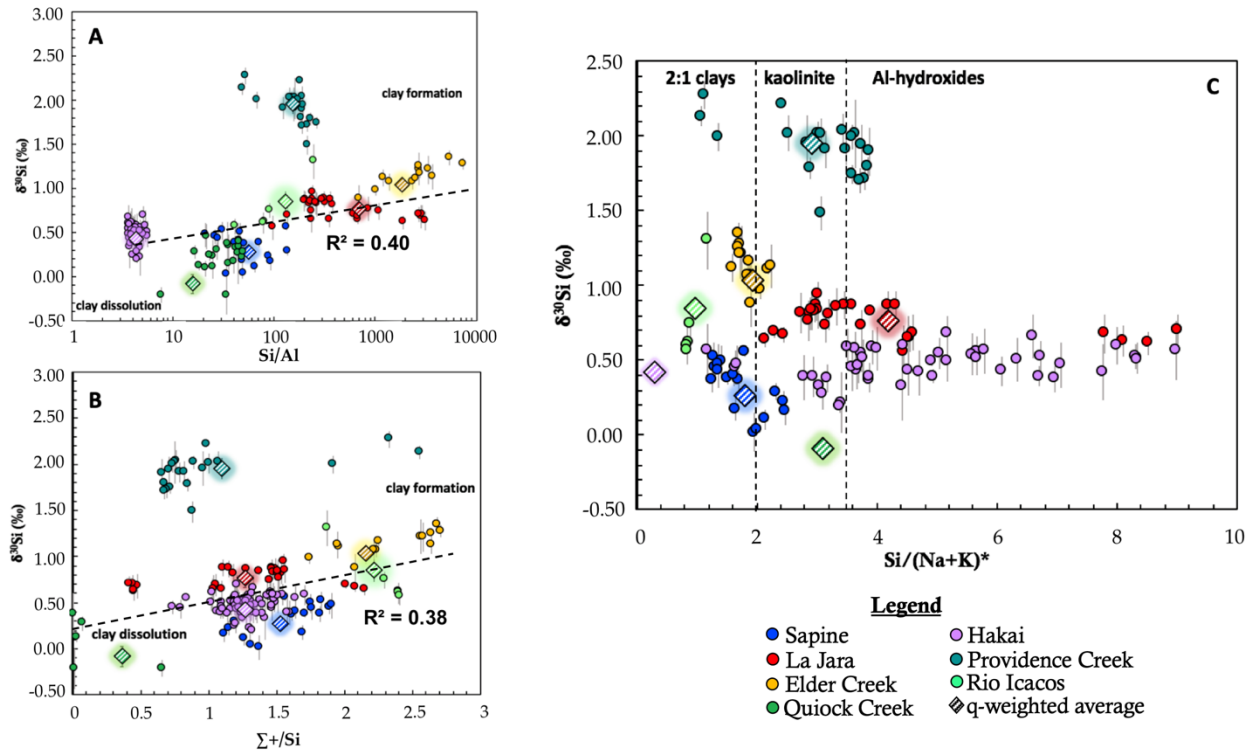 A
3.00
2.50
2.00
1.50
1.00
0.50
0.00
-0.50
δ³⁰Si (‰)
clay formation
R² = 0.40
clay dissolution
1
10
100
1000
10000
Si/Al
B
3.00
2.50
2.00
1.50
1.00
0.50
0.00
-0.50
δ³⁰Si (‰)
clay formation
R² = 0.38
clay dissolution
0
0.5
1
1.5
2
2.5
3
∑+/Si
2:1 clays kaolinite Al-hydroxides
C
2.50
2.00
1.50
1.00
0.50
0.00
-0.50
δ³⁰Si (‰)
0
2
4
6
8
10
Si/(Na+K)*
Legend
Sapine
La Jara
Elder Creek
Quiock Creek
Hakai
Providence Creek
Rio Icacos
q-weighted average